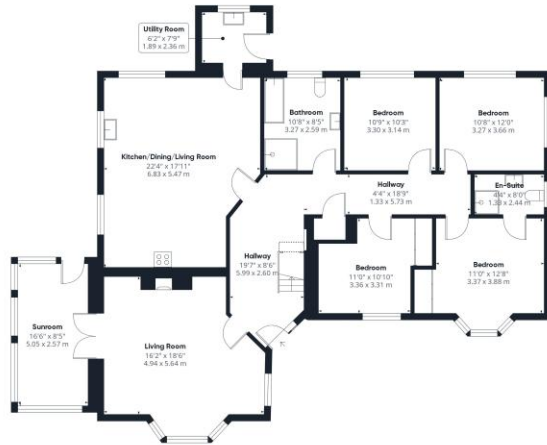 Utility Room
6'2" x 7'9"
1.89 x 2.36 m
Bathroom
10'8" x 8'5"
3.27 x 2.59 m
Bedroom
10'9" x 10'3"
3.30 x 3.14 m
Bedroom
10'8" x 12'0"
3.27 x 3.66 m
Kitchen/Dining/Living Room
22'4" x 17'11"
6.83 x 5.47 m
Hallway
4'4" x 18'9"
1.33 x 5.73 m
En-Suite
4'4" x 8'0"
1.33 x 2.44 m
Hallway
19'7" x 8'6"
5.99 x 2.60 m
Bedroom
11'0" x 10'10"
3.36 x 3.31 m
Bedroom
11'0" x 12'8"
3.37 x 3.88 m
Sunroom
16'6" x 8'5"
5.05 x 2.57 m
Living Room
16'2" x 18'6"
4.94 x 5.64 m